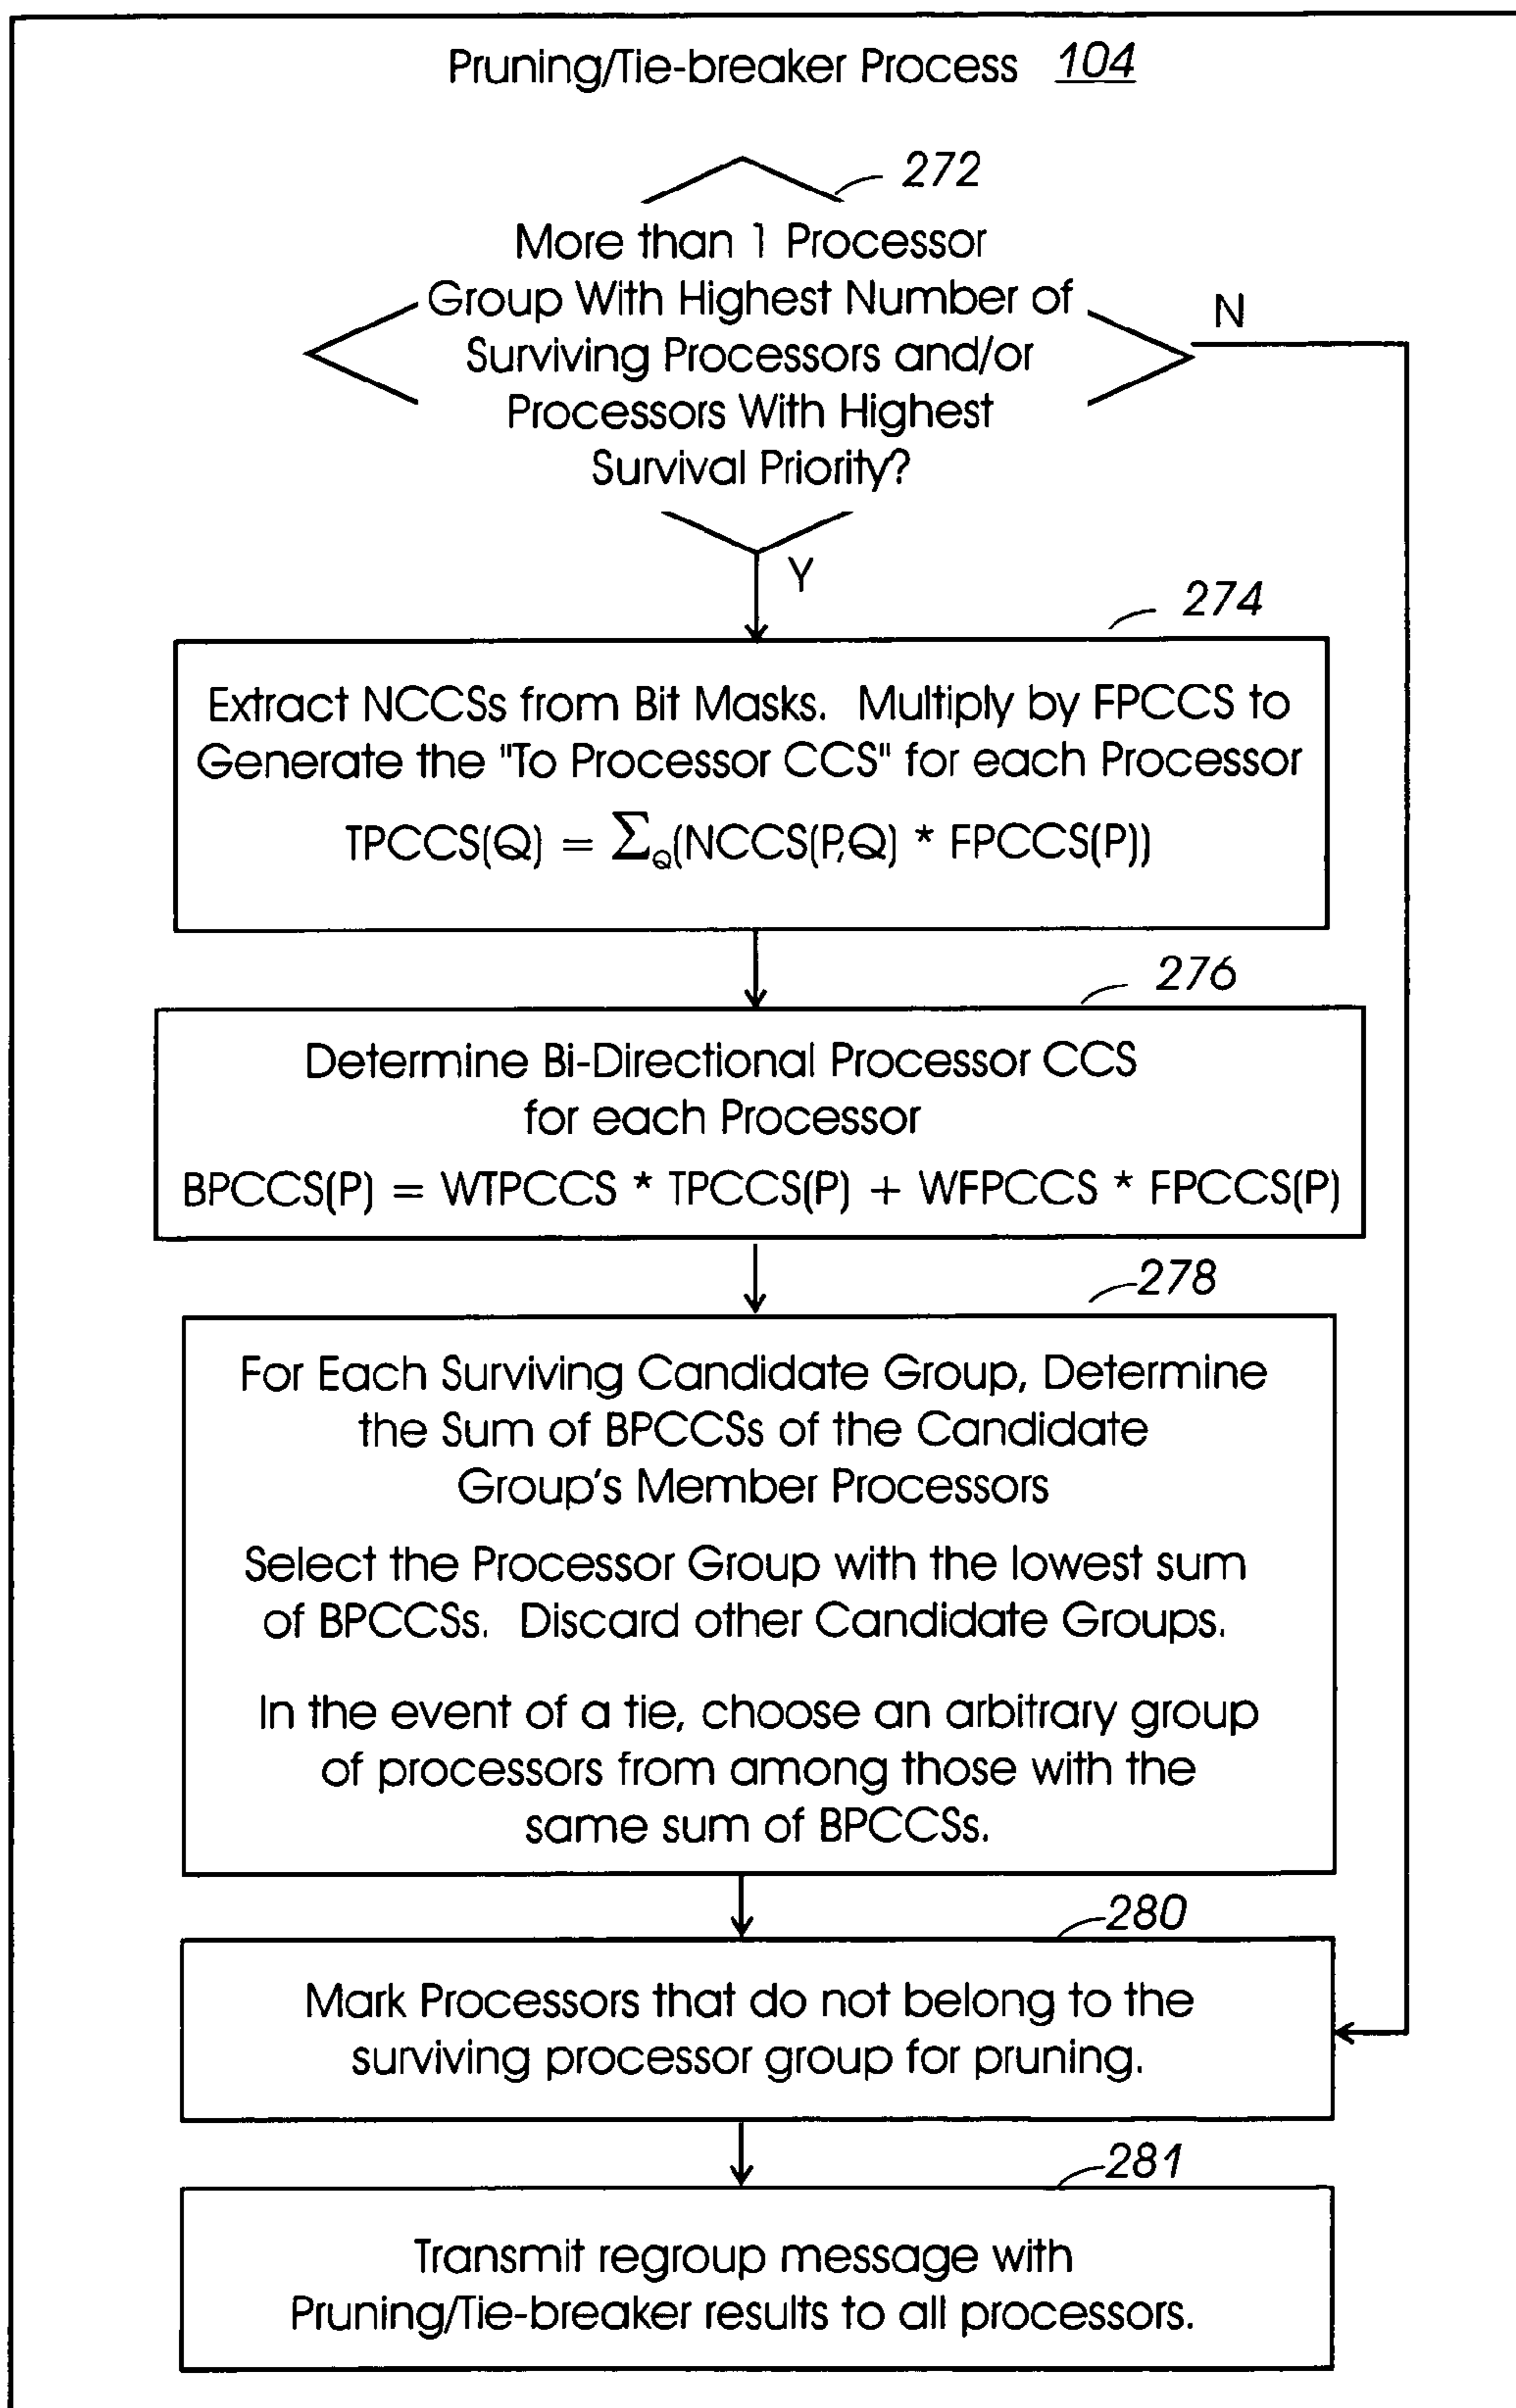 Pruning/Tie-breaker Process 104
272
More than 1 Processor
Group With Highest Number of
Surviving Processors and/or
Processors With Highest
Survival Priority?
N
Y
274
Extract NCCSs from Bit Masks. Multiply by FPCCS to
Generate the "To Processor CCS" for each Processor
TPCCS(Q) = Σ_Q(NCCS(P,Q) * FPCCS(P))
276
Determine Bi-Directional Processor CCS
for each Processor
BPCCS(P) = WTPCCS * TPCCS(P) + WFPCCS * FPCCS(P)
278
For Each Surviving Candidate Group, Determine
the Sum of BPCCSs of the Candidate
Group's Member Processors
Select the Processor Group with the lowest sum
of BPCCSs. Discard other Candidate Groups.
In the event of a tie, choose an arbitrary group
of processors from among those with the
same sum of BPCCSs.
280
Mark Processors that do not belong to the
surviving processor group for pruning.
281
Transmit regroup message with
Pruning/Tie-breaker results to all processors.